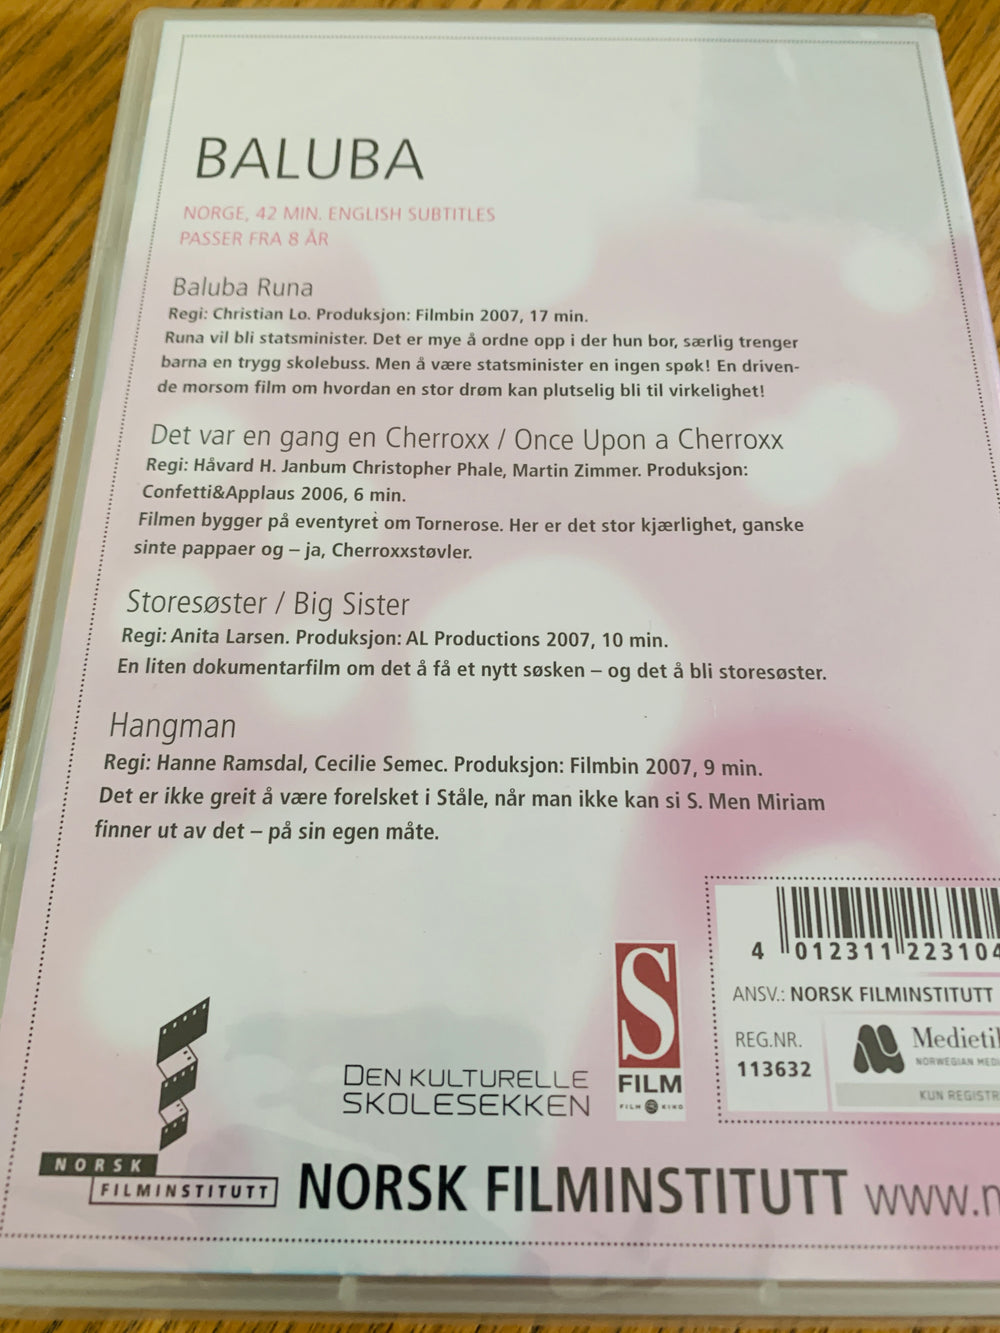 BALUBA
NORGE, 42 MIN. ENGLISH SUBTITLES
PASSER FRA 8 ÅR
Baluba Runa
Regi: Christian Lo. Produksjon: Filmbin 2007, 17 min.
Runa vil bli statsminister. Det er mye å ordne opp i der hun bor, særlig trenger
barna en trygg skolebuss. Men å være statsminister en ingen spøk! En driven-
de morsom film om hvordan en stor drøm kan plutselig bli til virkelighet!
Det var en gang en Cherroxx / Once Upon a Cherroxx
Regi: Håvard H. Janbum Christopher Phale, Martin Zimmer. Produksjon:
Confetti&Applaus 2006, 6 min.
Filmen bygger på eventyret om Tornerose. Her er det stor kjærlighet, ganske
sinte pappaer og – ja, Cherroxxstøvler.
Storesøster / Big Sister
Regi: Anita Larsen. Produksjon: AL Productions 2007, 10 min.
En liten dokumentarfilm om det å få et nytt søsken – og det å bli storesøster.
Hangman
Regi: Hanne Ramsdal, Cecilie Semec. Produksjon: Filmbin 2007, 9 min.
Det er ikke greit å være forelsket i Ståle, når man ikke kan si S. Men Miriam
finner ut av det – på sin egen måte.
4 012311 223104
ANSV.: NORSK FILMINSTITUTT
REG.NR.
113632
Medietil
NORWEGIAN MED
KUN REGISTR
S
FILM
FILM KINO
DEN KULTURELLE
SKOLESEKKEN
NORSK
FILMINSTITUTT
NORSK FILMINSTITUTT www.n